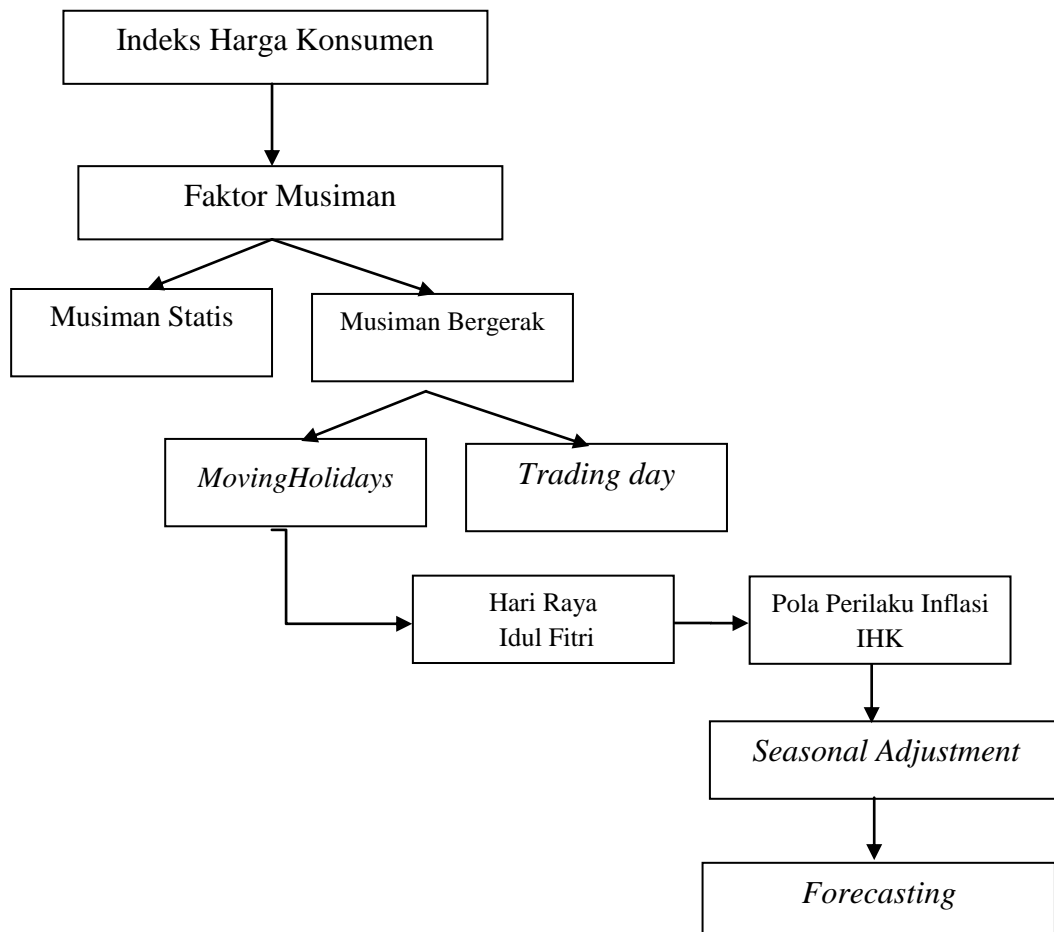 Indeks Harga Konsumen
Faktor Musiman
Musiman Statis
Musiman Bergerak
MovingHolidays
Trading day
Hari Raya
Idul Fitri
Pola Perilaku Inflasi
IHK
Seasonal Adjustment
Forecasting